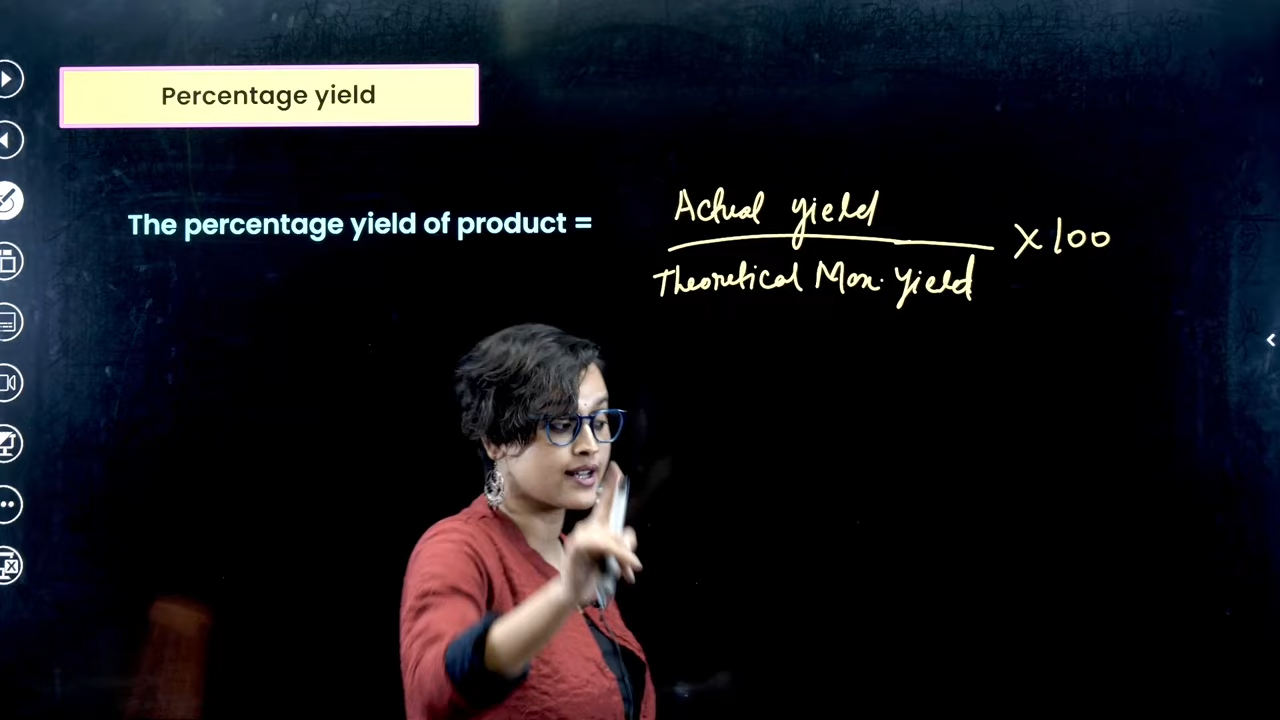 Percentage yield
The percentage yield of product =
Actual yield
Theoretical Max. Yield
X 100